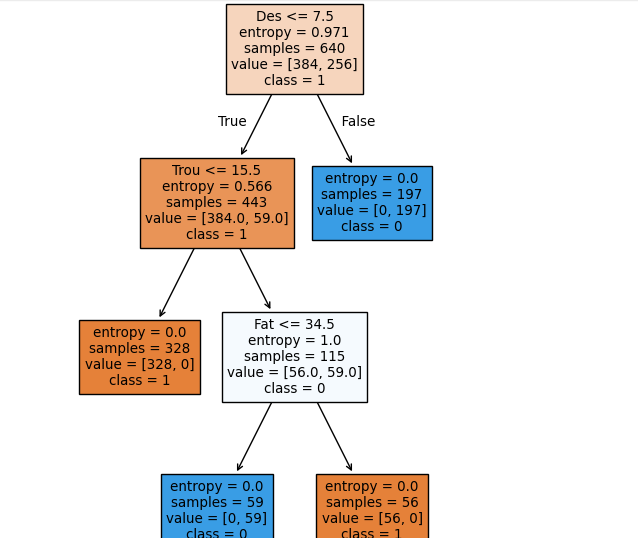 Des <= 7.5
entropy = 0.971
samples = 640
value = [384, 256]
class = 1
True
False
Trou <= 15.5
entropy = 0.566
samples = 443
value = [384.0, 59.0]
class = 1
entropy = 0.0
samples = 197
value = [0, 197]
class = 0
entropy = 0.0
samples = 328
value = [328, 0]
class = 1
Fat <= 34.5
entropy = 1.0
samples = 115
value = [56.0, 59.0]
class = 0
entropy = 0.0
samples = 59
value = [0, 59]
class = 0
entropy = 0.0
samples = 56
value = [56, 0]
class = 1